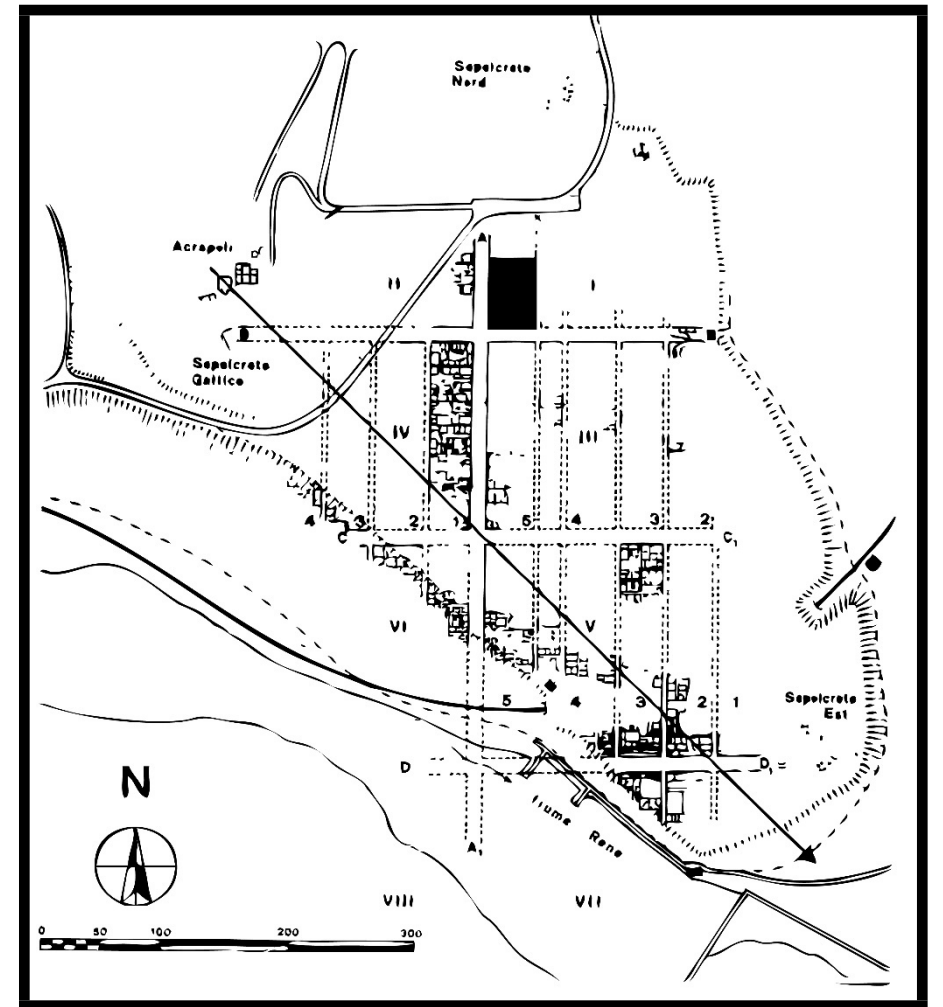 Sepolcreto
Nord
Acropoli
A
II
I
Sepolcreto
Gallico
IV
III
4 3 2 1 5 4 3 2
C C1
VI
V
5 4 3 2 1
Sepolcreto
Est
D D1
N
Fiume Reno
A1
VIII
VII
0 50 100 200 300